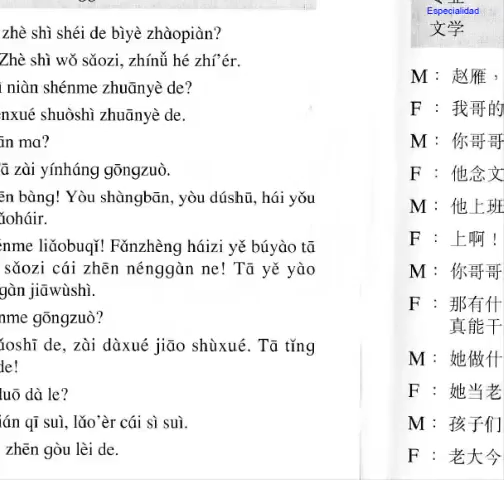 zhè shì shéi de bìyè zhàopiàn?
Zhè shì wǒ sǎozi, zhínǚ hé zhí'ér.
niàn shénme zhuānyè de?
nxué shuòshì zhuānyè de.
ān ma?
ā zài yínháng gōngzuò.
ēn bàng! Yòu shàngbān, yòu dúshū, hái yǒu
ǎoháir.
énme liǎobuqǐ! Fǎnzhèng háizi yě búyào tā
sǎozi cái zhēn nénggàn ne! Tā yě yào
gàn jiāwùshì.
nme gōngzuò?
ǎoshī de, zài dàxué jiāo shùxué. Tā tǐng
de!
uō dà le?
ián qī suì, lǎo'èr cái sì suì.
zhēn gòu lèi de.
Especialidad
文学
M：赵雁，
F：我哥的
M：你哥哥
F：他念文
M：他上班
F：上啊！
M：你哥哥
F：那有什
真能干
M：她做什
F：她当老
M：孩子们
F：老大今